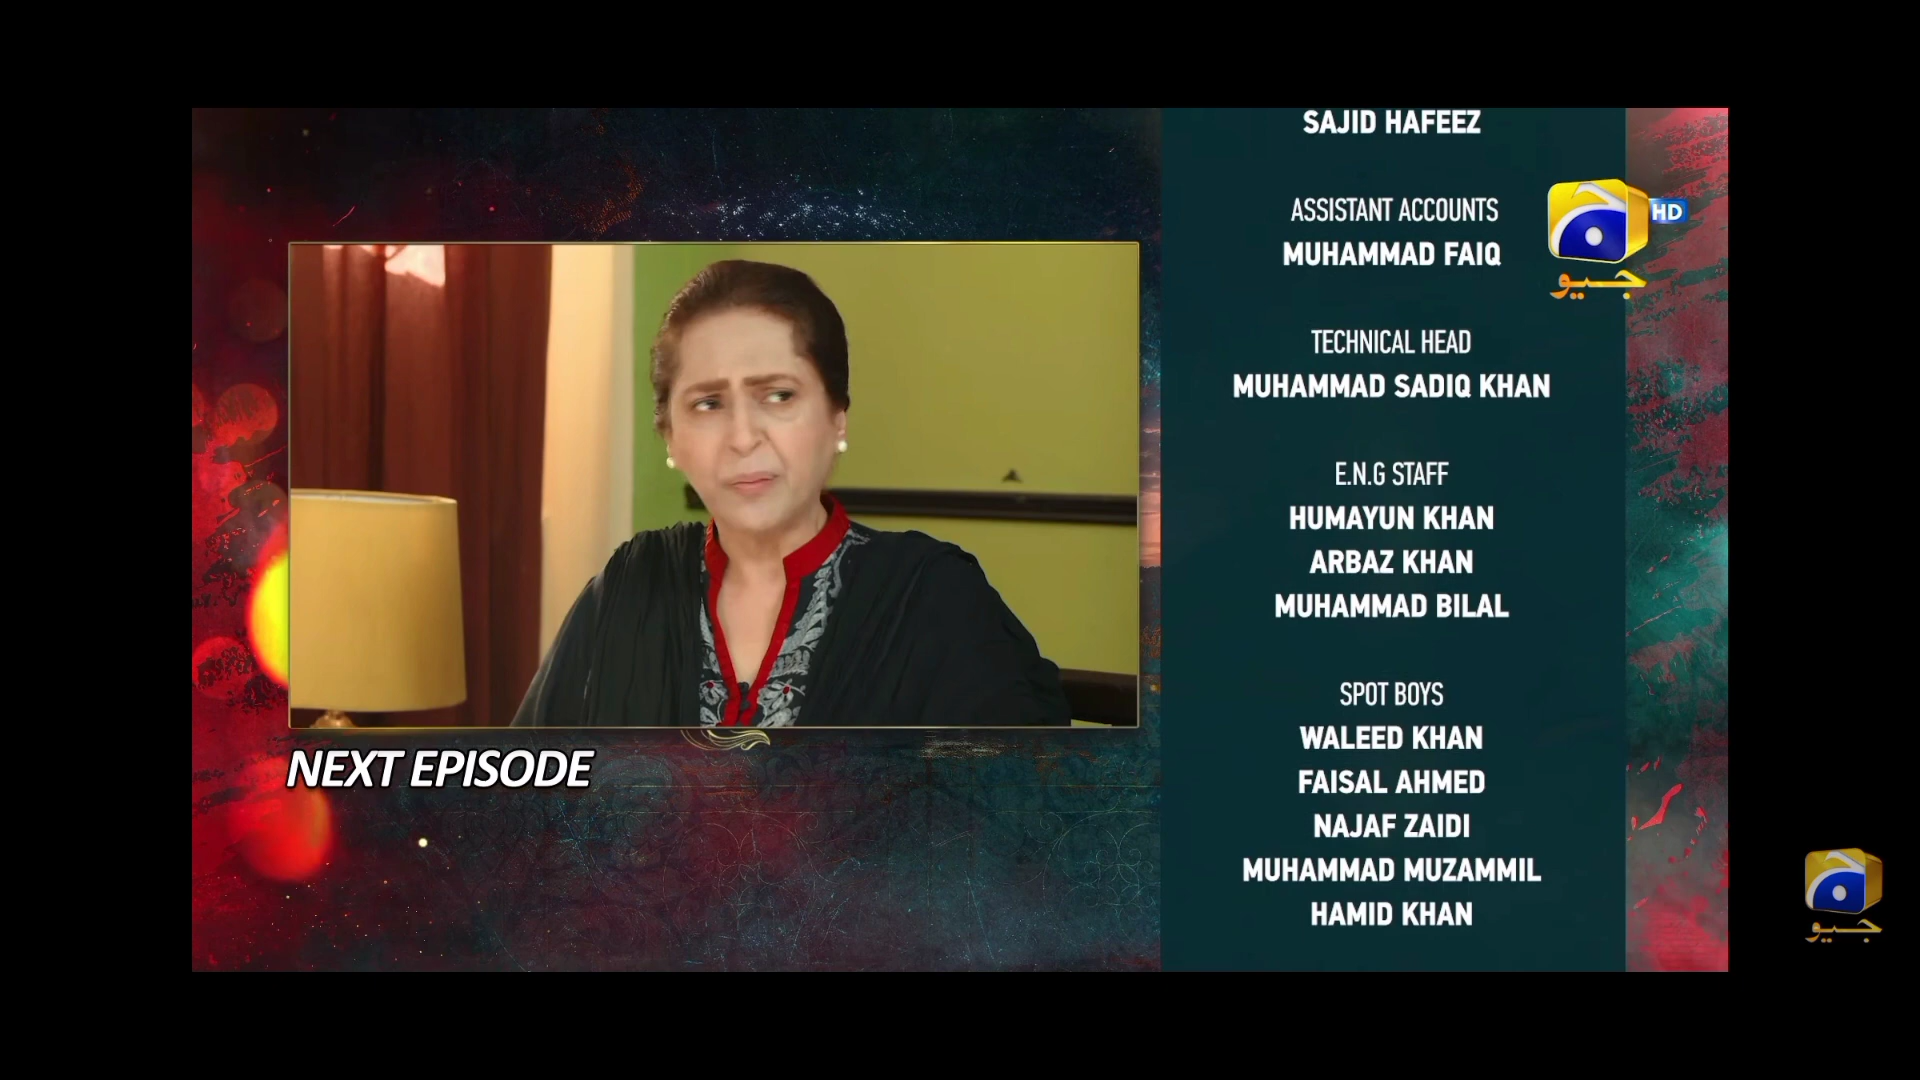 SAJID HAFEEZ
ASSISTANT ACCOUNTS
MUHAMMAD FAIQ
TECHNICAL HEAD
MUHAMMAD SADIQ KHAN
E.N.G STAFF
HUMAYUN KHAN
ARBAZ KHAN
MUHAMMAD BILAL
SPOT BOYS
WALEED KHAN
FAISAL AHMED
NAJAF ZAIDI
MUHAMMAD MUZAMMIL
HAMID KHAN
HD
جیو
NEXT EPISODE
جیو